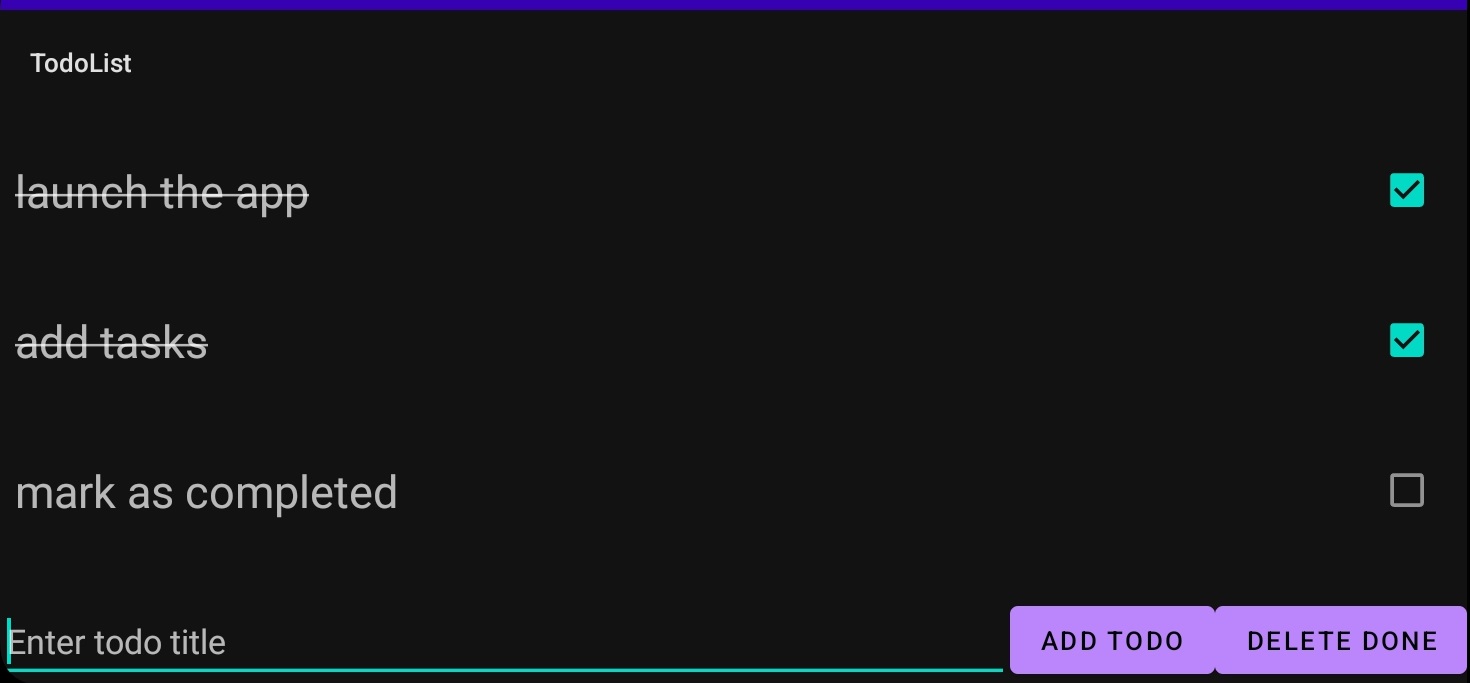 TodoList
launch the app
add tasks
mark as completed
Enter todo title
ADD TODO
DELETE DONE